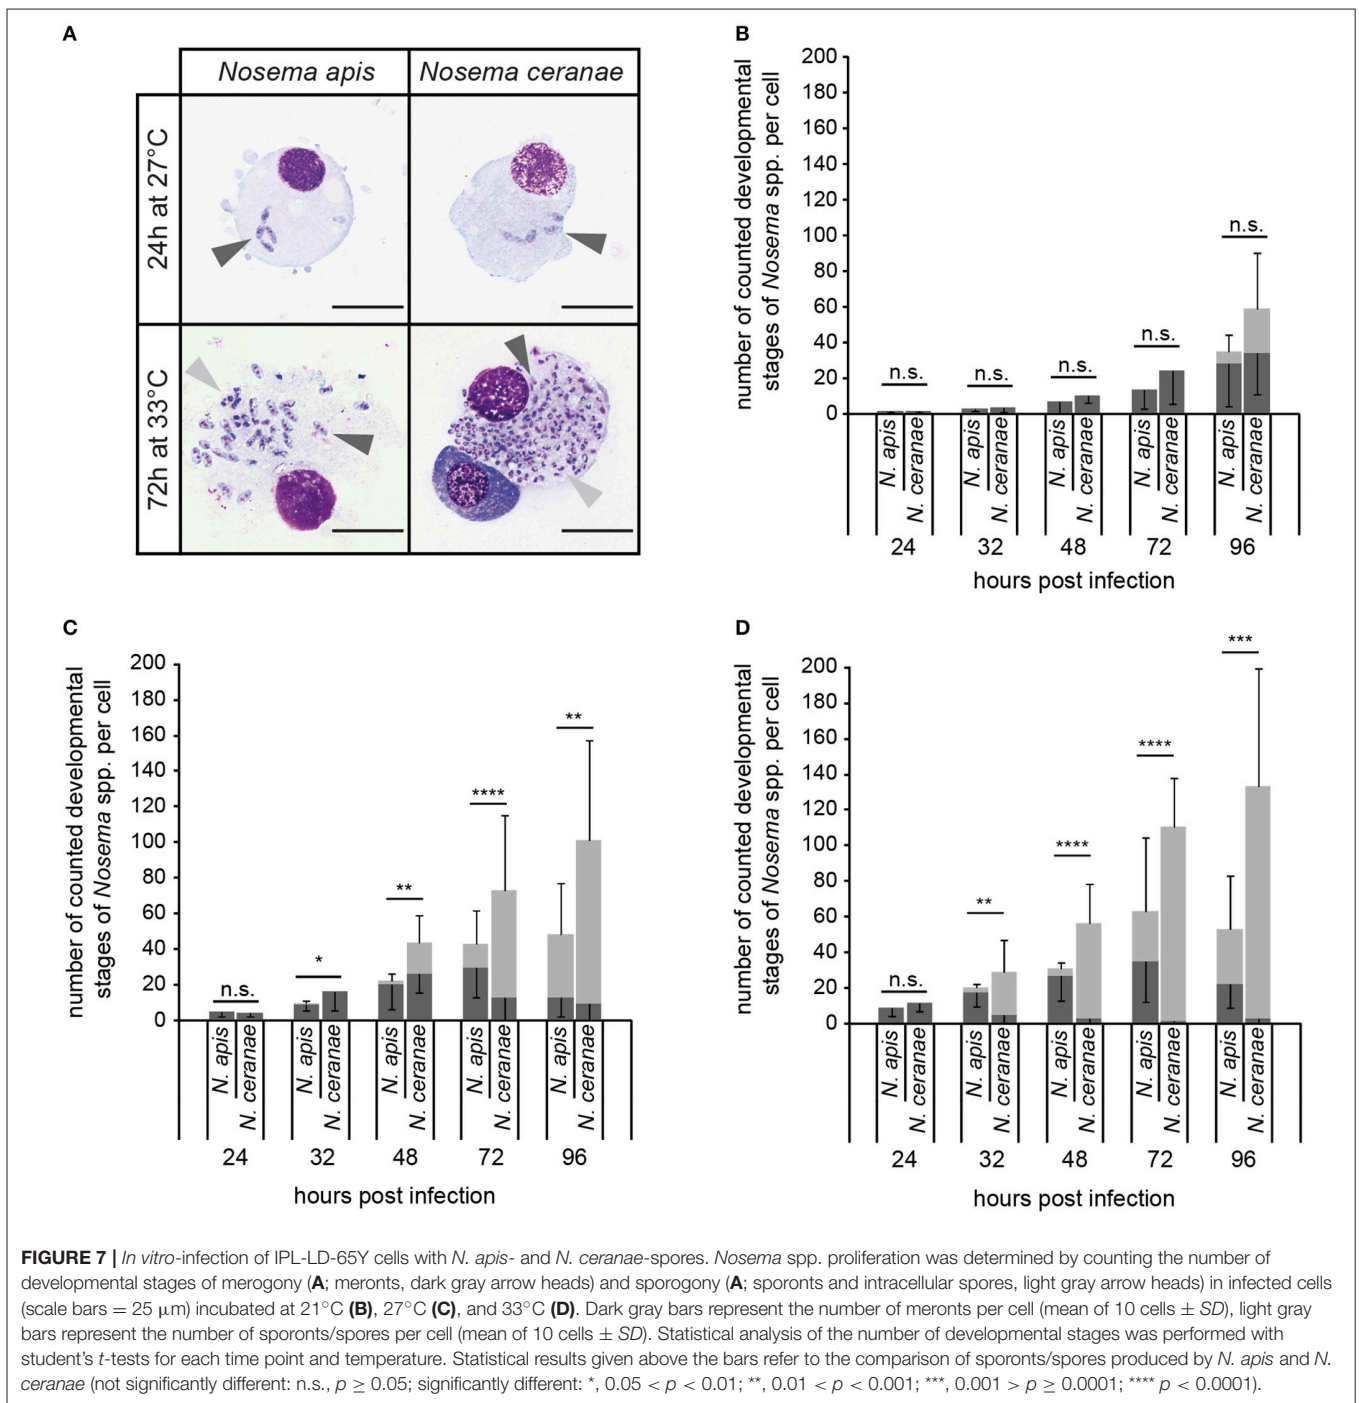 A
Nosema apis
Nosema ceranae
24h at 27°C
72h at 33°C
B
number of counted developmental
stages of Nosema spp. per cell
200
180
160
140
120
100
80
60
40
20
0
n.s.
n.s.
n.s.
n.s.
n.s.
N. apis
N. ceranae
N. apis
N. ceranae
N. apis
N. ceranae
N. apis
N. ceranae
N. apis
N. ceranae
24 32 48 72 96
hours post infection
C
number of counted developmental
stages of Nosema spp. per cell
200
180
160
140
120
100
80
60
40
20
0
n.s.
*
**
****
**
N. apis
N. ceranae
N. apis
N. ceranae
N. apis
N. ceranae
N. apis
N. ceranae
N. apis
N. ceranae
24 32 48 72 96
hours post infection
D
number of counted developmental
stages of Nosema spp. per cell
200
180
160
140
120
100
80
60
40
20
0
n.s.
**
****
****
***
N. apis
N. ceranae
N. apis
N. ceranae
N. apis
N. ceranae
N. apis
N. ceranae
N. apis
N. ceranae
24 32 48 72 96
hours post infection
FIGURE 7 | In vitro-infection of IPL-LD-65Y cells with N. apis- and N. ceranae-spores. Nosema spp. proliferation was determined by counting the number of
developmental stages of merogony (A; meronts, dark gray arrow heads) and sporogony (A; sporonts and intracellular spores, light gray arrow heads) in infected cells
(scale bars = 25 μm) incubated at 21°C (B), 27°C (C), and 33°C (D). Dark gray bars represent the number of meronts per cell (mean of 10 cells ± SD), light gray
bars represent the number of sporonts/spores per cell (mean of 10 cells ± SD). Statistical analysis of the number of developmental stages was performed with
student's t-tests for each time point and temperature. Statistical results given above the bars refer to the comparison of sporonts/spores produced by N. apis and N.
ceranae (not significantly different: n.s., p ≥ 0.05; significantly different: *, 0.05 < p < 0.01; **, 0.01 < p < 0.001; ***, 0.001 > p ≥ 0.0001; **** p < 0.0001).